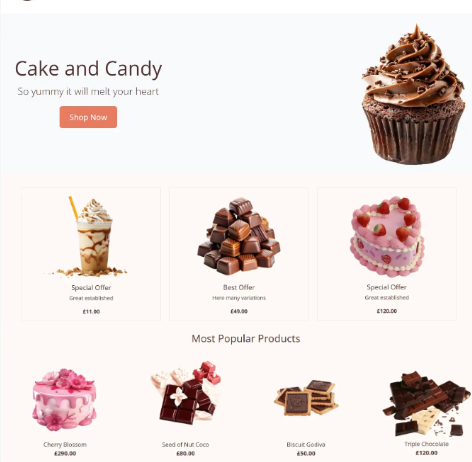 Cake and Candy
So yummy it will melt your heart
Shop Now
Special Offer
Great established
£11.00
Best Offer
Here many variations
£49.00
Special Offer
Great established
£120.00
Most Popular Products
Cherry Blossom
£290.00
Seed of Nut Coco
£80.00
Biscuit Godiva
£50.00
Triple Chocolate
£120.00